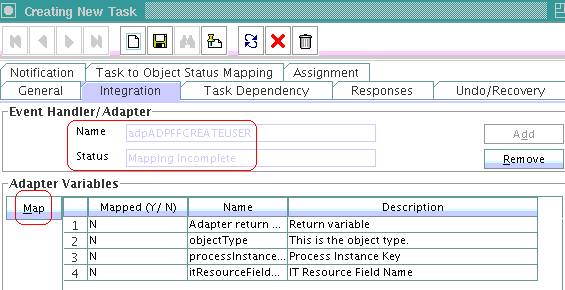 Creating New Task
Notification Task to Object Status Mapping Assignment
General Integration Task Dependency Responses Undo/Recovery
Event Handler/Adapter
Name adpADPFFCREATEUSER Add
Status Mapping Incomplete Remove
Adapter Variables
Map Mapped (Y/ N) Name Description
1 N Adapter return ... Return variable
2 N objectType This is the object type.
3 N processInstance... Process Instance Key
4 N itResourceField... IT Resource Field Name